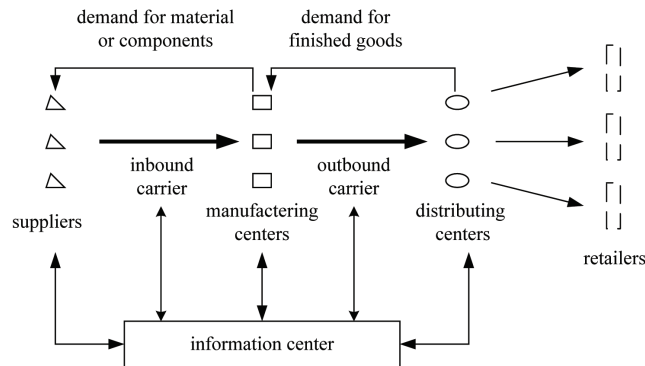 demand for material
or components
demand for
finished goods
inbound
carrier
outbound
carrier
suppliers
manufactering
centers
distributing
centers
retailers
information center